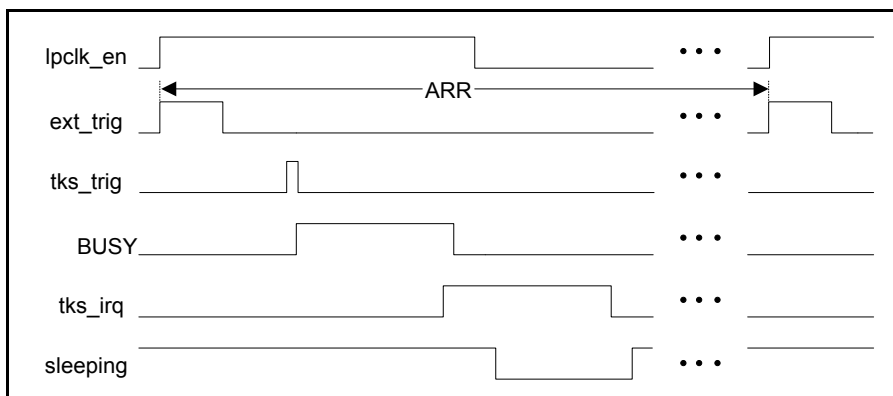 lpclk_en
ARR
ext_trig
tks_trig
BUSY
tks_irq
sleeping